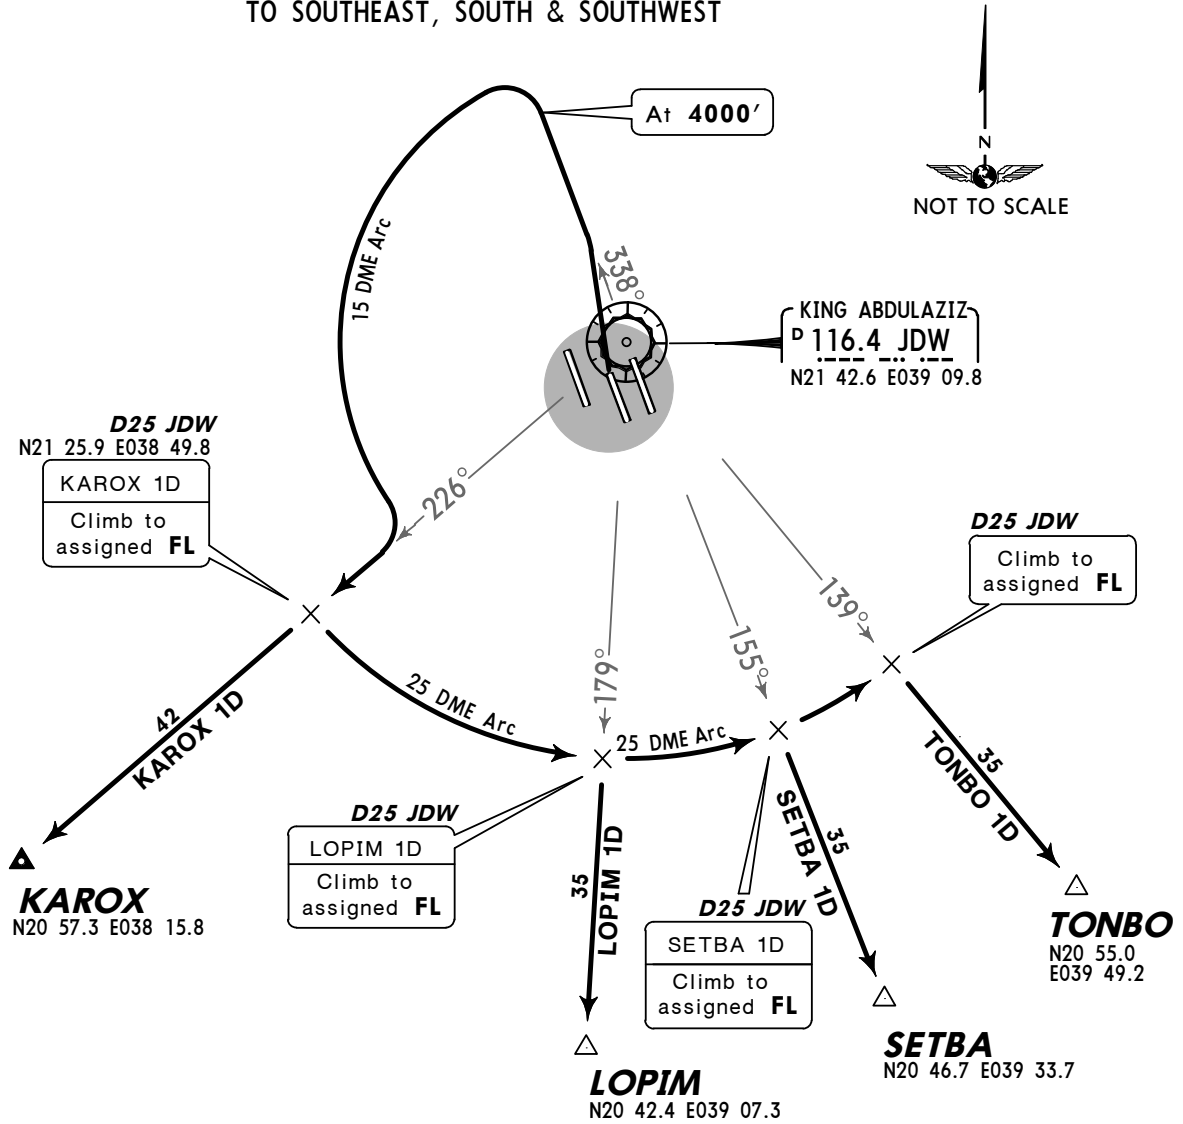 TO SOUTHEAST, SOUTH & SOUTHWEST
At 4000'
N
NOT TO SCALE
15 DME Arc
338°
KING ABDULAZIZ
D 116.4 JDW
N21 42.6 E039 09.8
D25 JDW
N21 25.9 E038 49.8
KAROX 1D
Climb to
assigned FL
226°
D25 JDW
Climb to
assigned FL
139°
155°
179°
25 DME Arc
25 DME Arc
42
KAROX 1D
35
TONBO 1D
35
SETBA 1D
35
LOPIM 1D
D25 JDW
LOPIM 1D
Climb to
assigned FL
KAROX
N20 57.3 E038 15.8
D25 JDW
SETBA 1D
Climb to
assigned FL
TONBO
N20 55.0
E039 49.2
SETBA
N20 46.7 E039 33.7
LOPIM
N20 42.4 E039 07.3